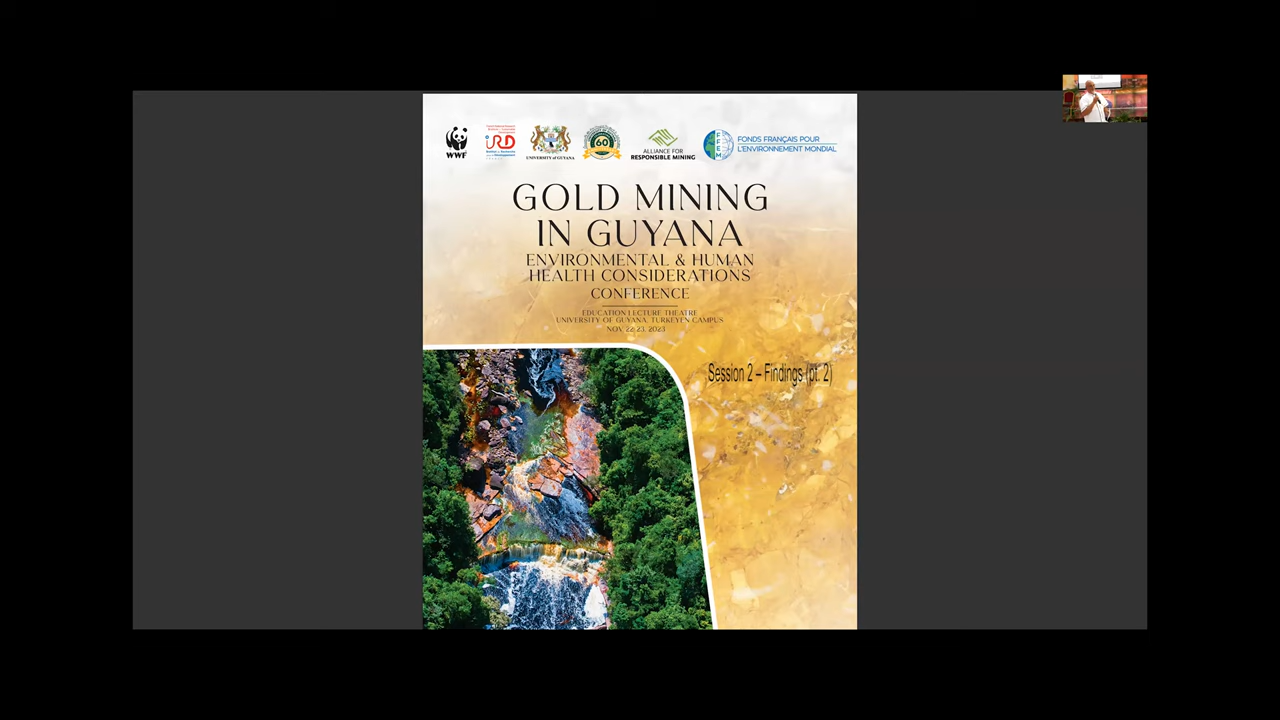 WWF
IRD
UNIVERSITY of GUYANA
60
ALLIANCE FOR
RESPONSIBLE MINING
FFEM
FONDS FRANÇAIS POUR
L'ENVIRONNEMENT MONDIAL
GOLD MINING
IN GUYANA
ENVIRONMENTAL & HUMAN
HEALTH CONSIDERATIONS
CONFERENCE
EDUCATION LECTURE THEATRE
UNIVERSITY OF GUYANA, TURKEYEN CAMPUS
NOV 22-23, 2023
Session 2 – Findings (pt. 2)